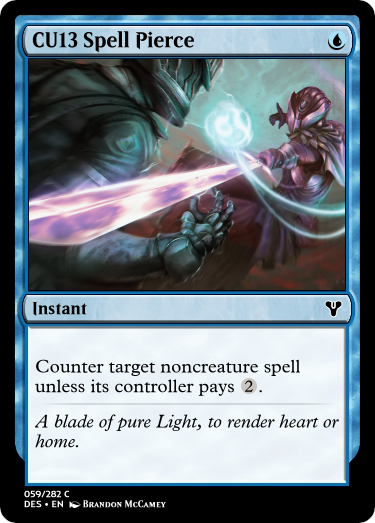 CU13 Spell Pierce
Instant
Counter target noncreature spell
unless its controller pays 2.
A blade of pure Light, to render heart or
home.
059/282 C
DES • EN Brandon McCamey